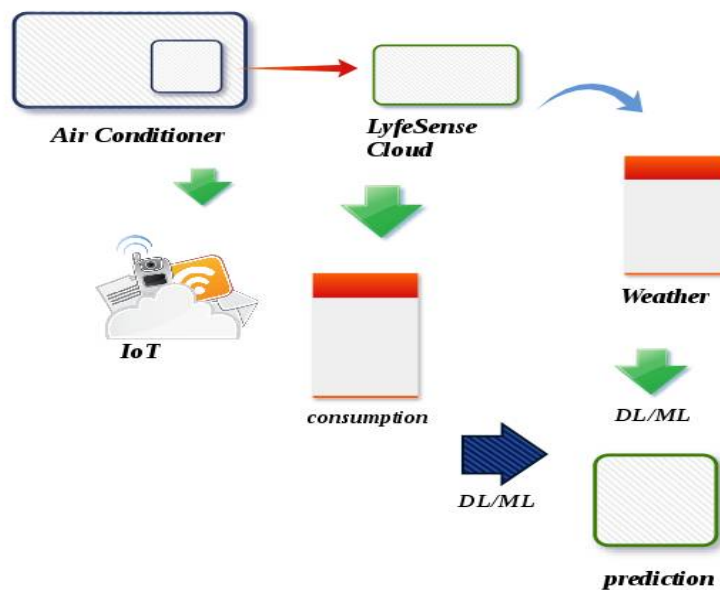 Air Conditioner
LyfeSense
Cloud
Weather
IoT
consumption
DL/ML
DL/ML
prediction